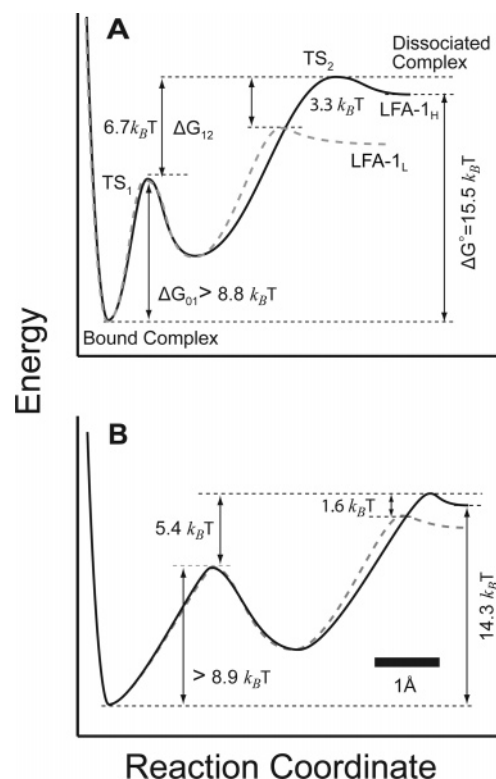 A
TS2
Dissociated
Complex
6.7kBT
ΔG12
3.3 kBT
LFA-1H
LFA-1L
TS1
ΔG°=15.5 kBT
ΔG01> 8.8 kBT
Bound Complex
Energy
B
5.4 kBT
1.6 kBT
> 8.9 kBT
14.3 kBT
1Å
Reaction Coordinate